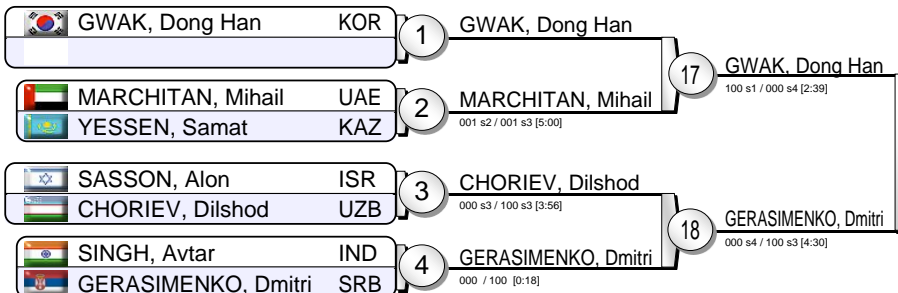 GWAK, Dong Han KOR
1
GWAK, Dong Han
MARCHITAN, Mihail UAE
YESSEN, Samat KAZ
2
MARCHITAN, Mihail
001 s2 / 001 s3 [5:00]
17
GWAK, Dong Han
100 s1 / 000 s4 [2:39]
SASSON, Alon ISR
CHORIEV, Dilshod UZB
3
CHORIEV, Dilshod
000 s3 / 100 s3 [3:56]
SINGH, Avtar IND
GERASIMENKO, Dmitri SRB
4
GERASIMENKO, Dmitri
000 / 100 [0:18]
18
GERASIMENKO, Dmitri
000 s4 / 100 s3 [4:30]